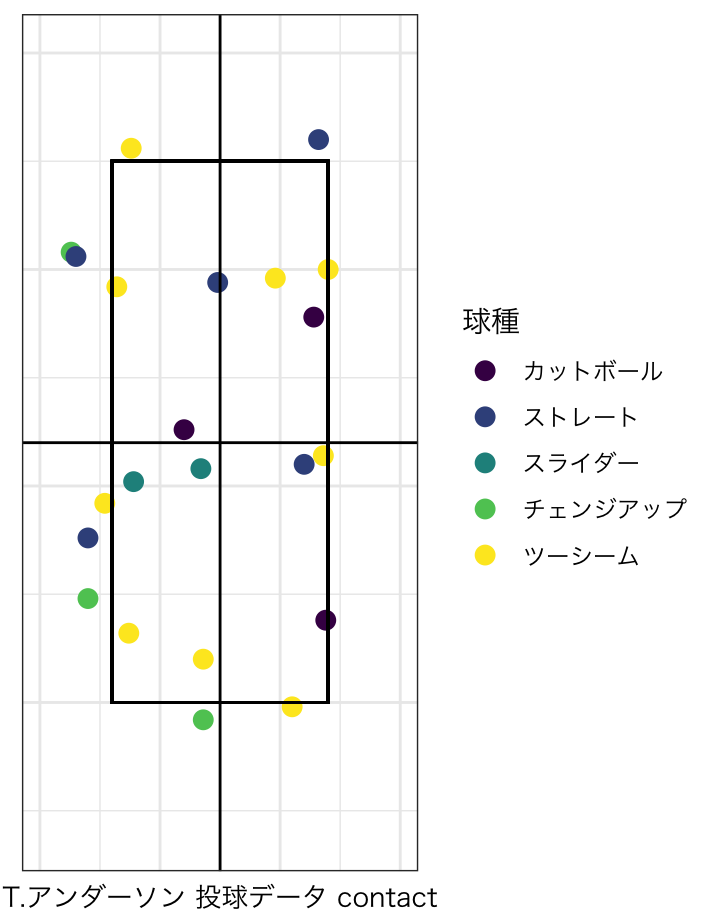 球種
カットボール
ストレート
スライダー
チェンジアップ
ツーシーム
T.アンダーソン 投球データ contact